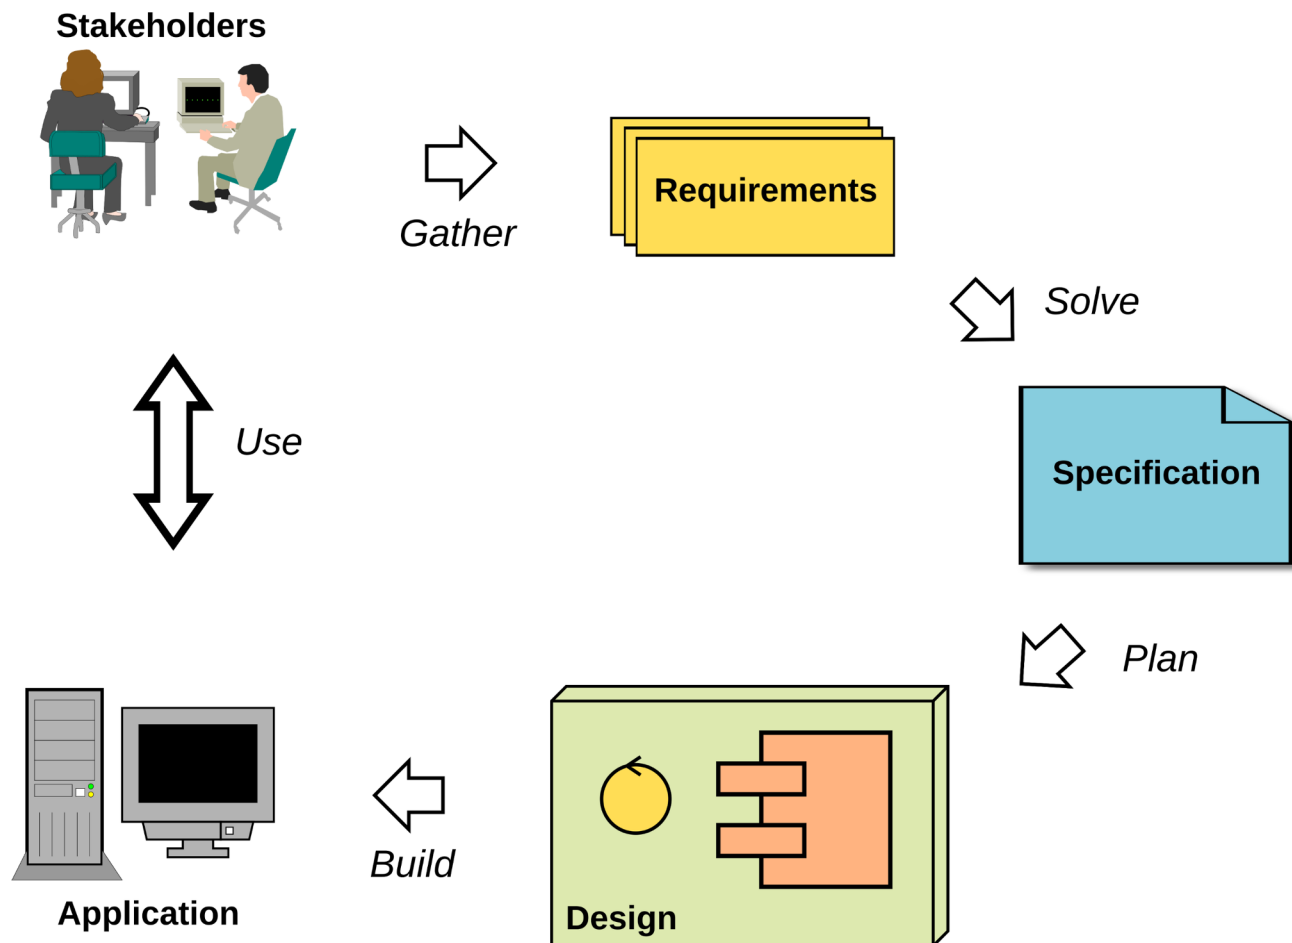 Stakeholders
Gather
Requirements
Solve
Specification
Plan
Design
Build
Application
Use